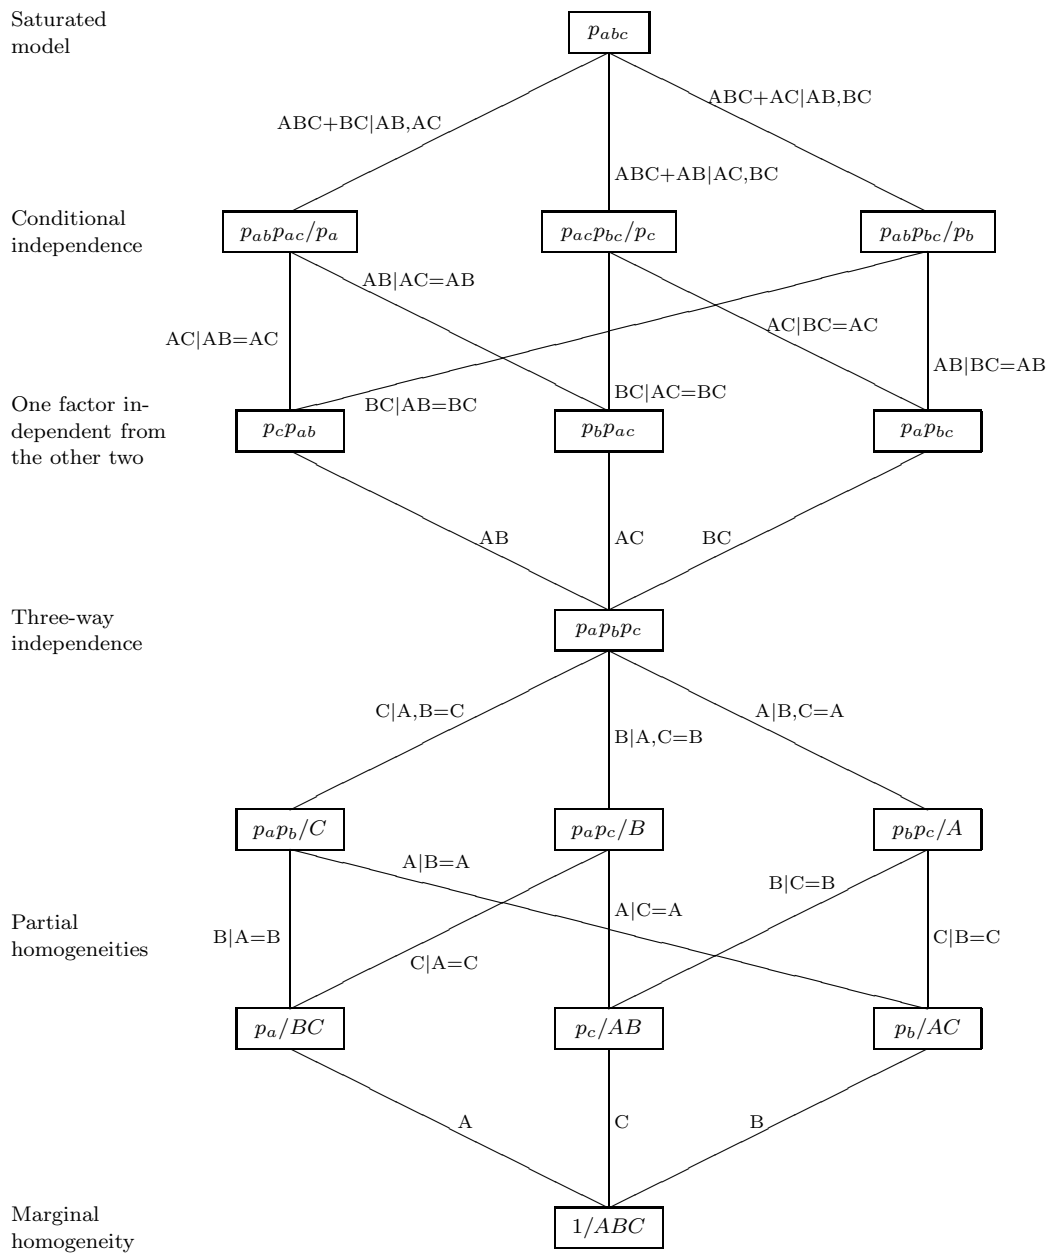 Saturated
model
p_abc
ABC+AC|AB,BC
ABC+BC|AB,AC
ABC+AB|AC,BC
Conditional
independence
p_ab p_ac/p_a
p_ac p_bc/p_c
p_ab p_bc/p_b
AB|AC=AB
AC|BC=AC
AC|AB=AC
AB|BC=AB
BC|AC=BC
BC|AB=BC
One factor in-
dependent from
the other two
p_c p_ab
p_b p_ac
p_a p_bc
AB
AC
BC
Three-way
independence
p_a p_b p_c
C|A,B=C
A|B,C=A
B|A,C=B
p_a p_b/C
p_a p_c/B
p_b p_c/A
A|B=A
B|C=B
A|C=A
Partial
homogeneities
B|A=B
C|B=C
C|A=C
p_a/BC
p_c/AB
p_b/AC
A
C
B
Marginal
homogeneity
1/ABC